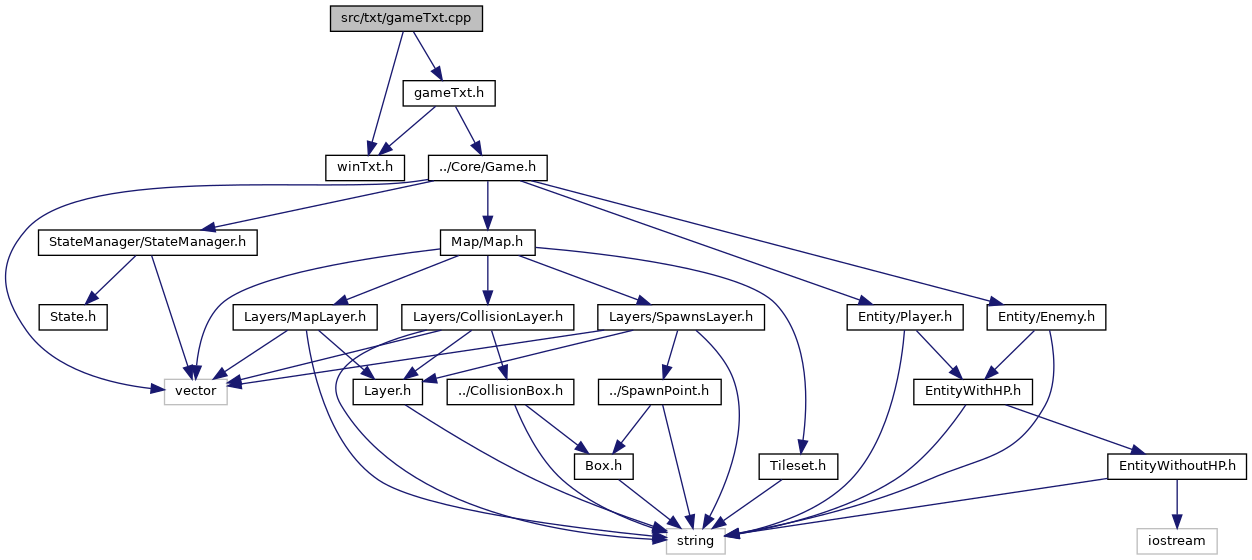 src/txt/gameTxt.cpp
gameTxt.h
winTxt.h
../Core/Game.h
StateManager/StateManager.h
Map/Map.h
State.h
Layers/MapLayer.h
Layers/CollisionLayer.h
Layers/SpawnsLayer.h
Entity/Player.h
Entity/Enemy.h
vector
Layer.h
../CollisionBox.h
../SpawnPoint.h
EntityWithHP.h
Box.h
Tileset.h
EntityWithoutHP.h
string
iostream